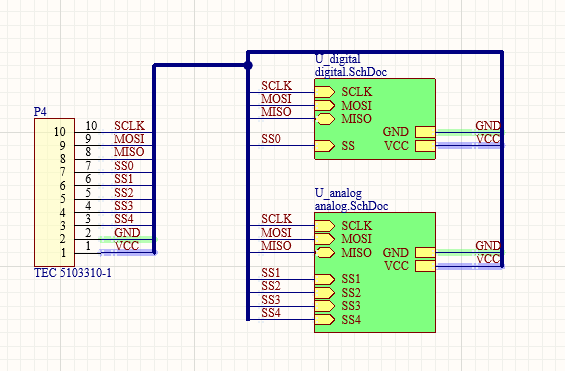 U_digital
digital.SchDoc
SCLK SCLK
MOSI MOSI
MISO MISO
GND GND
SS0 SS VCC VCC
P4
10 10 SCLK
9 9 MOSI
8 8 MISO
7 7 SS0
6 6 SS1
5 5 SS2
4 4 SS3
3 3 SS4
2 2 GND
1 1 VCC
TEC 5103310-1
U_analog
analog.SchDoc
SCLK SCLK
MOSI MOSI
MISO MISO GND GND
VCC VCC
SS1 SS1
SS2 SS2
SS3 SS3
SS4 SS4